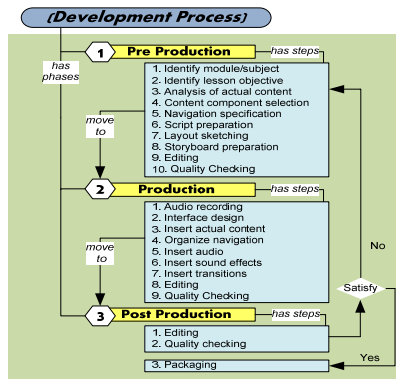 (Development Process)
has phases
1
Pre Production
has steps
1. Identify module/subject
2. Identify lesson objective
3. Analysis of actual content
4. Content component selection
5. Navigation specification
6. Script preparation
7. Layout sketching
8. Storyboard preparation
9. Editing
10. Quality Checking
move to
2
Production
has steps
1. Audio recording
2. Interface design
3. Insert actual content
4. Organize navigation
5. Insert audio
6. Insert sound effects
7. Insert transitions
8. Editing
9. Quality Checking
move to
No
Satisfy
3
Post Production
has steps
1. Editing
2. Quality checking
Yes
3. Packaging